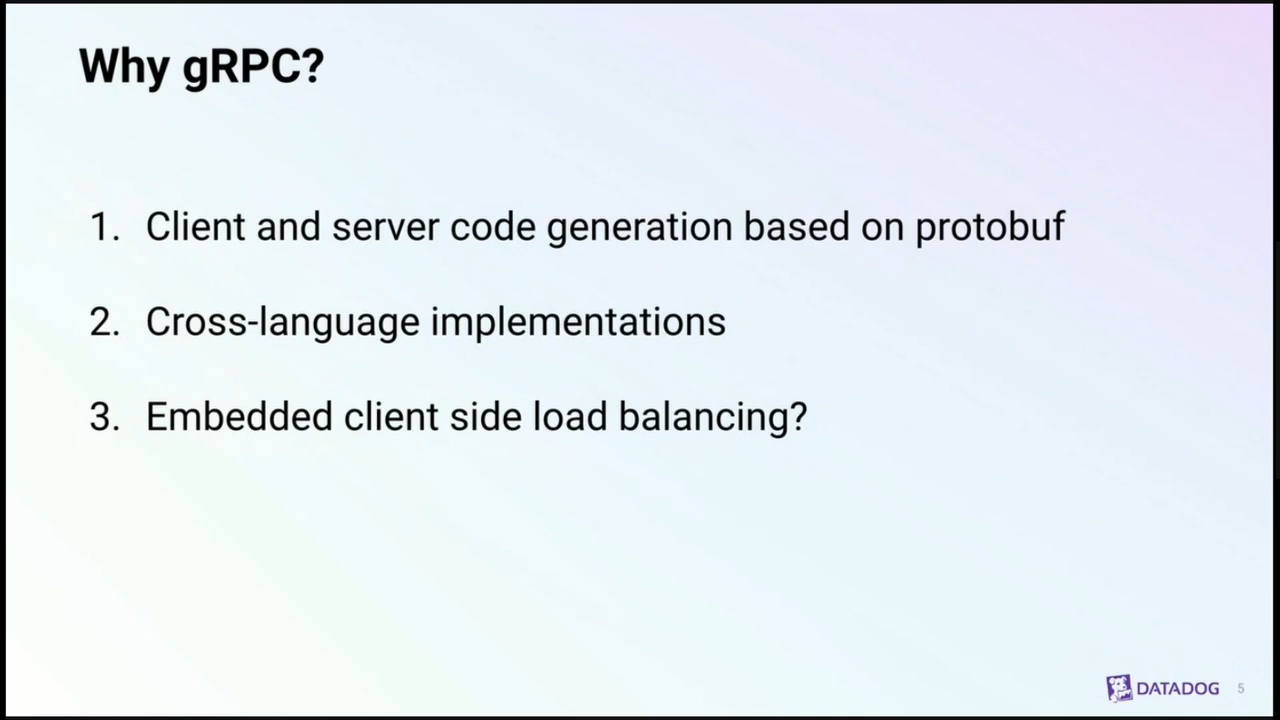 Why gRPC?
1. Client and server code generation based on protobuf
2. Cross-language implementations
3. Embedded client side load balancing?
DATADOG 5